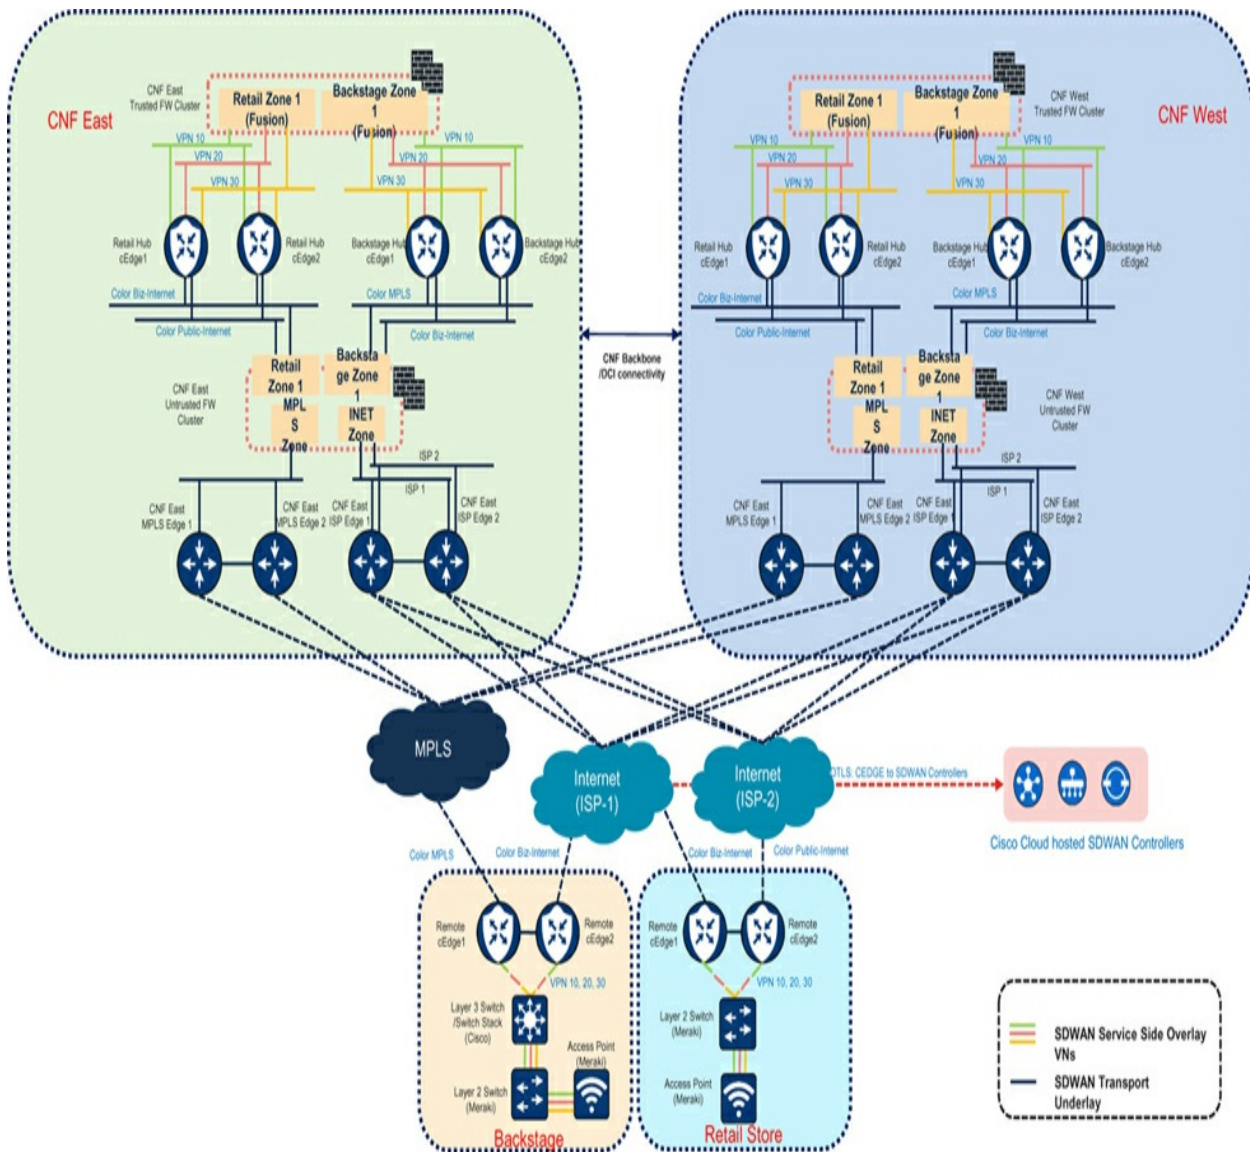 CNF East
CNF East
Trusted FW Cluster
Retail Zone 1
(Fusion)
Backstage Zone
1
(Fusion)
VPN 10
VPN 20
VPN 30
VPN 10
VPN 20
VPN 30
Retail Hub
cEdge1
Retail Hub
cEdge2
Backstage Hub
cEdge1
Backstage Hub
cEdge2
Color Biz-Internet
Color Public-Internet
Color MPLS
Color Biz-Internet
CNF East
Untrusted FW
Cluster
Retail
Zone 1
Backsta
ge Zone
1
MPL
S
Zone
INET
Zone
ISP 2
ISP 1
CNF East
MPLS Edge 1
CNF East
MPLS Edge 2
CNF East
ISP Edge 1
CNF East
ISP Edge 2
CNF Backbone
/DCI connectivity
CNF West
CNF West
Trusted FW Cluster
Retail Zone 1
(Fusion)
Backstage Zone
1
(Fusion)
VPN 10
VPN 20
VPN 30
VPN 10
VPN 20
VPN 30
Retail Hub
cEdge1
Retail Hub
cEdge2
Backstage Hub
cEdge1
Backstage Hub
cEdge2
Color Biz-Internet
Color Public-Internet
Color MPLS
Color Biz-Internet
CNF West
Untrusted FW
Cluster
Retail
Zone 1
Backsta
ge Zone
1
MPL
S
Zone
INET
Zone
ISP 2
ISP 1
CNF East
MPLS Edge 1
CNF East
MPLS Edge 2
CNF East
ISP Edge 1
CNF East
ISP Edge 2
MPLS
Internet
(ISP-1)
Internet
(ISP-2)
DTLS: CEDGE to SDWAN Controllers
Cisco Cloud hosted SDWAN Controllers
Color MPLS
Color Biz-Internet
Color Biz-Internet
Color Public-Internet
Remote
cEdge1
Remote
cEdge2
VPN 10, 20, 30
Layer 3 Switch
/Switch Stack
(Cisco)
Access Point
(Meraki)
Layer 2 Switch
(Meraki)
Backstage
Remote
cEdge1
Remote
cEdge2
VPN 10, 20, 30
Layer 2 Switch
(Meraki)
Access Point
(Meraki)
Retail Store
SDWAN Service Side Overlay
VNs
SDWAN Transport
Underlay